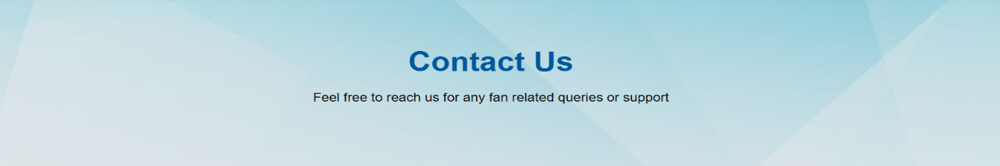 Contact Us
Feel free to reach us for any fan related queries or support